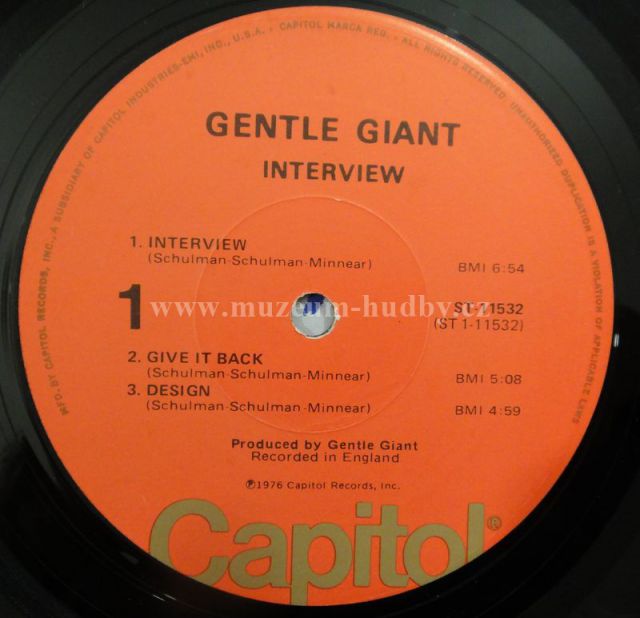 MFG. BY CAPITOL RECORDS, INC., A SUBSIDIARY OF CAPITOL INDUSTRIES-EMI, INC., U.S.A. • CAPITOL MARCA REG. • ALL RIGHTS RESERVED. UNAUTHORIZED DUPLICATION IS A VIOLATION OF APPLICABLE LAWS
GENTLE GIANT
INTERVIEW
1. INTERVIEW
(Schulman-Schulman-Minnear) BMI 6:54
1
www.muzeum-hudby.cz
ST-11532
(ST 1-11532)
2. GIVE IT BACK
(Schulman-Schulman-Minnear) BMI 5:08
3. DESIGN
(Schulman-Schulman-Minnear) BMI 4:59
Produced by Gentle Giant
Recorded in England
℗1976 Capitol Records, Inc.
Capitol®